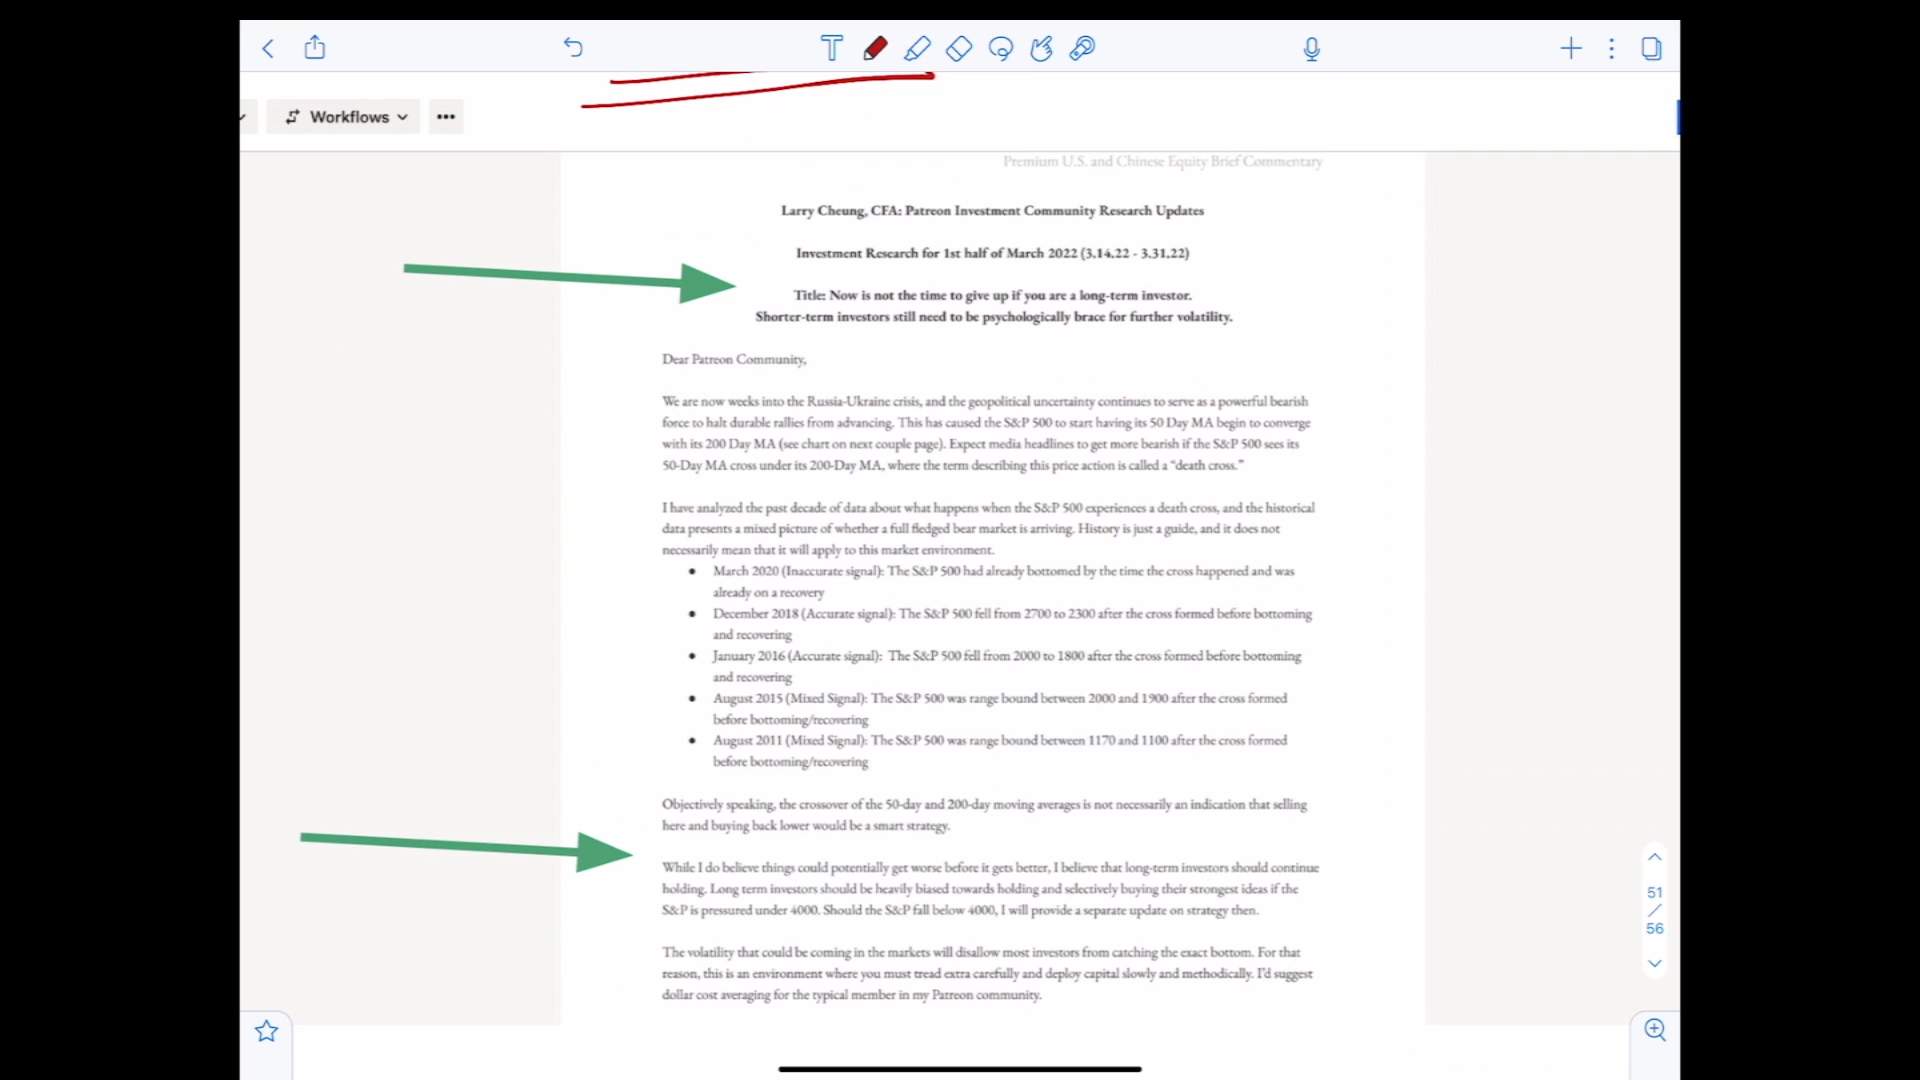 Workflows
Premium U.S. and Chinese Equity Brief Commentary
Larry Cheung, CFA: Patreon Investment Community Research Updates
Investment Research for 1st half of March 2022 (3.14.22 - 3.31.22)
Title: Now is not the time to give up if you are a long-term investor.
Shorter-term investors still need to be psychologically brace for further volatility.
Dear Patreon Community,
We are now weeks into the Russia-Ukraine crisis, and the geopolitical uncertainty continues to serve as a powerful bearish
force to halt durable rallies from advancing. This has caused the S&P 500 to start having its 50 Day MA begin to converge
with its 200 Day MA (see chart on next couple page). Expect media headlines to get more bearish if the S&P 500 sees its
50-Day MA cross under its 200-Day MA, where the term describing this price action is called a “death cross.”
I have analyzed the past decade of data about what happens when the S&P 500 experiences a death cross, and the historical
data presents a mixed picture of whether a full fledged bear market is arriving. History is just a guide, and it does not
necessarily mean that it will apply to this market environment.
● March 2020 (Inaccurate signal): The S&P 500 had already bottomed by the time the cross happened and was
already on a recovery
● December 2018 (Accurate signal): The S&P 500 fell from 2700 to 2300 after the cross formed before bottoming
and recovering
● January 2016 (Accurate signal): The S&P 500 fell from 2000 to 1800 after the cross formed before bottoming
and recovering
● August 2015 (Mixed Signal): The S&P 500 was range bound between 2000 and 1900 after the cross formed
before bottoming/recovering
● August 2011 (Mixed Signal): The S&P 500 was range bound between 1170 and 1100 after the cross formed
before bottoming/recovering
Objectively speaking, the crossover of the 50-day and 200-day moving averages is not necessarily an indication that selling
here and buying back lower would be a smart strategy.
While I do believe things could potentially get worse before it gets better, I believe that long-term investors should continue
holding. Long term investors should be heavily biased towards holding and selectively buying their strongest ideas if the
S&P is pressured under 4000. Should the S&P fall below 4000, I will provide a separate update on strategy then.
The volatility that could be coming in the markets will disallow most investors from catching the exact bottom. For that
reason, this is an environment where you must tread extra carefully and deploy capital slowly and methodically. I'd suggest
dollar cost averaging for the typical member in my Patreon community.
51
/
56